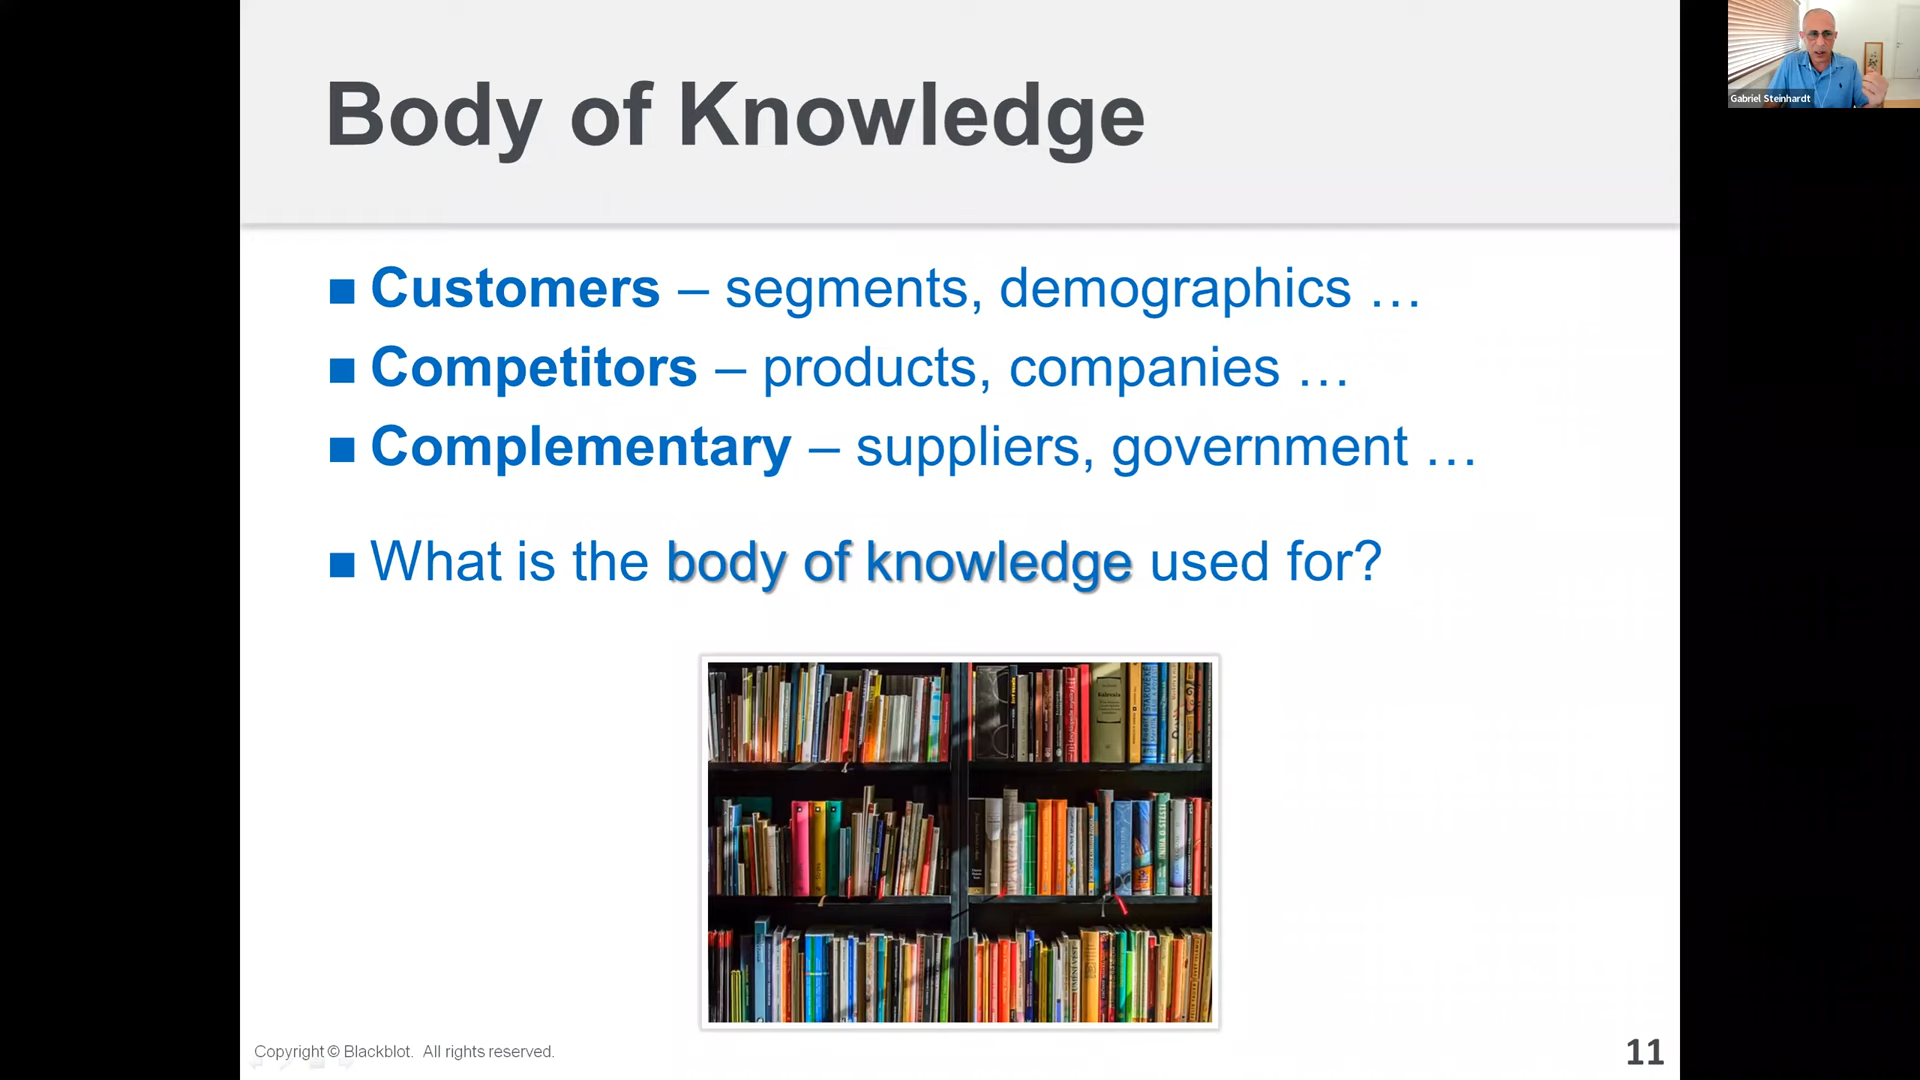 Body of Knowledge
Gabriel Steinhardt
■ Customers – segments, demographics …
■ Competitors – products, companies …
■ Complementary – suppliers, government …
■ What is the body of knowledge used for?
Copyright © Blackblot. All rights reserved.
11